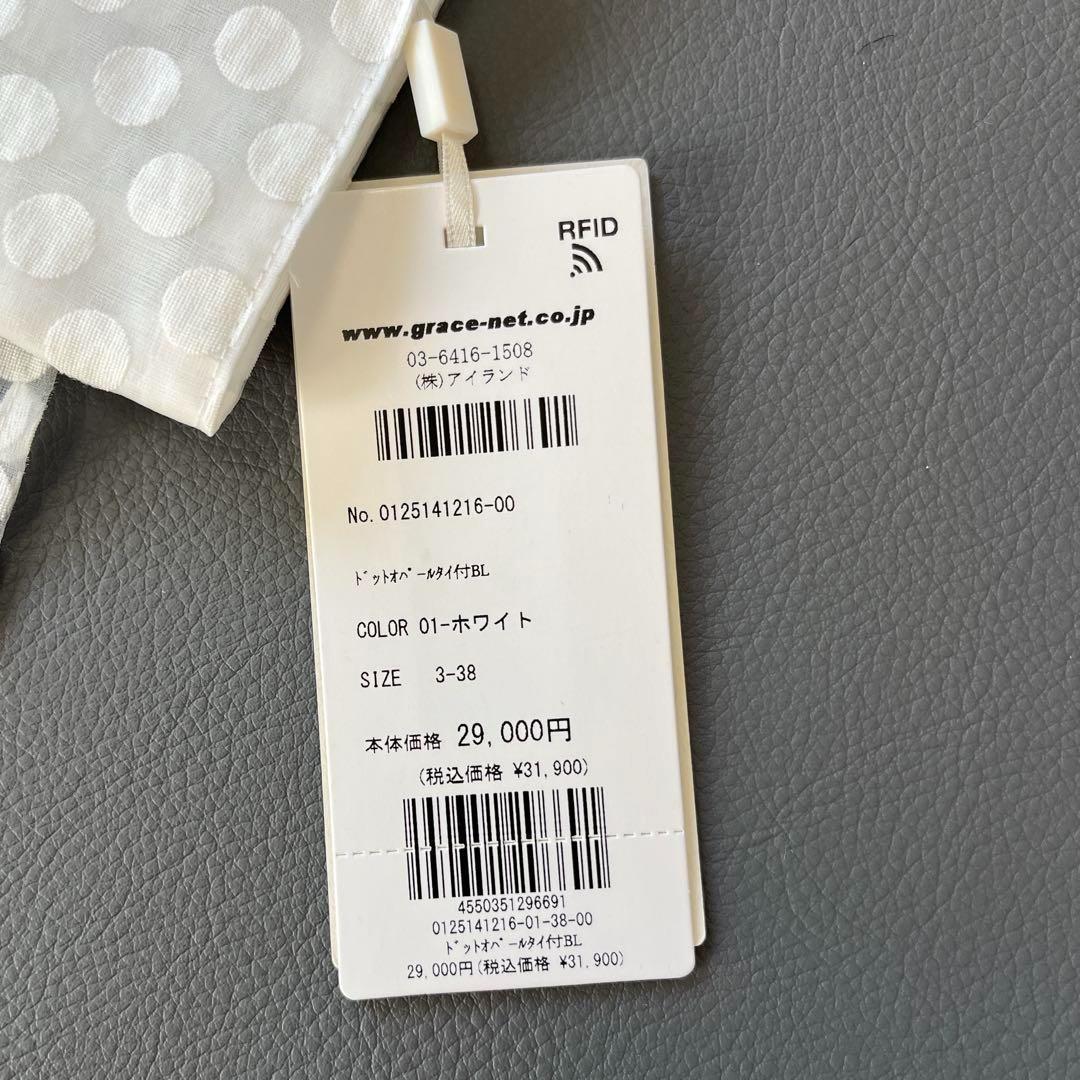 RFID
www.grace-net.co.jp
03-6416-1508
(株)アイランド
No. 0125141216-00
ﾄﾞｯﾄｵﾊﾟｰﾙﾀｲ付BL
COLOR 01-ホワイト
SIZE 3-38
本体価格 29,000円
(税込価格 ¥31,900)
4550351296691
0125141216-01-38-00
ﾄﾞｯﾄｵﾊﾟｰﾙﾀｲ付BL
29,000円(税込価格 ¥31,900)